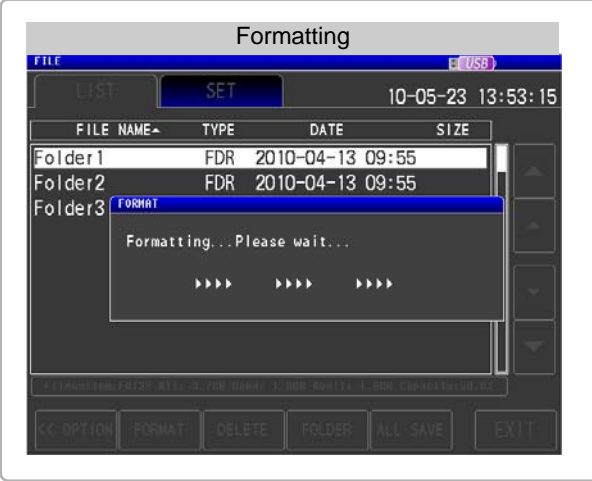 Formatting
FILE USB
LIST SET 10-05-23 13:53:15
FILE NAME TYPE DATE SIZE
Folder1 FDR 2010-04-13 09:55
Folder2 FDR 2010-04-13 09:55
Folder3
FORMAT
Formatting...Please wait...
<< OPTION FORMAT DELETE FOLDER ALL SAVE EXIT